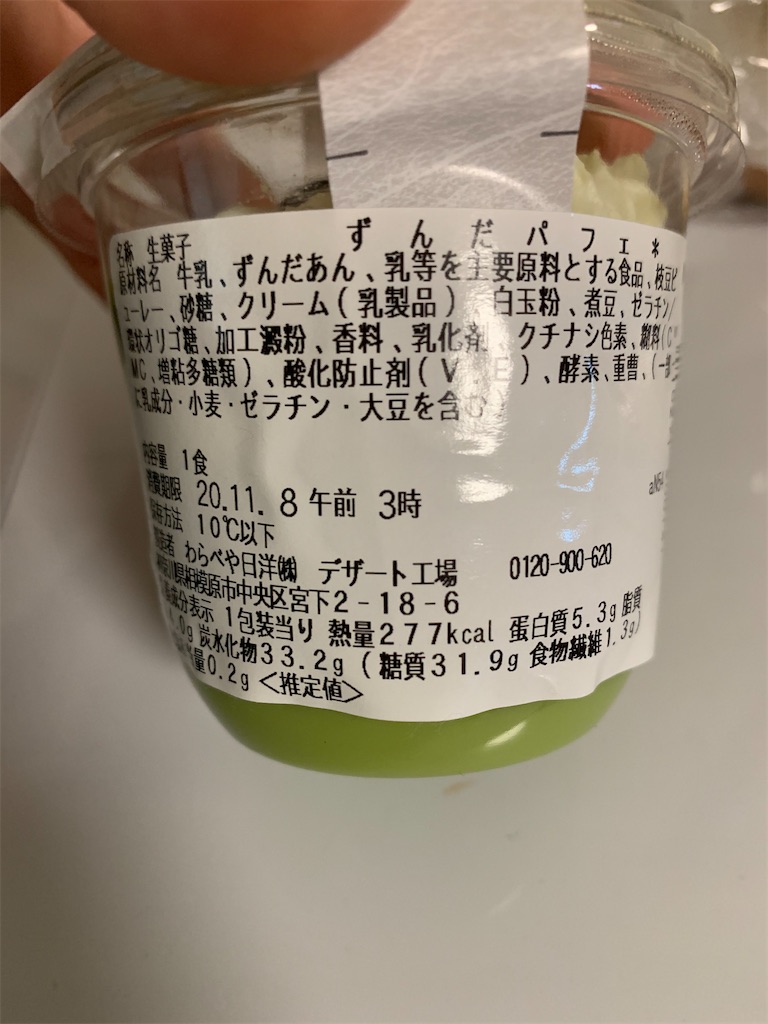 ずんだパフェ*
名称 生菓子
原材料名 牛乳、ずんだあん、乳等を主要原料とする食品、枝豆ピ
ューレー、砂糖、クリーム(乳製品)、白玉粉、煮豆、ゼラチン/
環状オリゴ糖、加工澱粉、香料、乳化剤、クチナシ色素、糊料(C
MC、増粘多糖類)、酸化防止剤(V.E)、酵素、重曹、(一部
に乳成分・小麦・ゼラチン・大豆を含む)
内容量 1食
消費期限 20.11.8午前 3時
保存方法 10℃以下
わらべや日洋㈱ デザート工場 0120-900-620
神奈川県相模原市中央区宮下2-18-6
成分表示 1包装当り 熱量277kcal 蛋白質5.3g 脂質
.0g 炭水化物33.2g(糖質31.9g 食物繊維1.3g)
量0.2g<推定値>